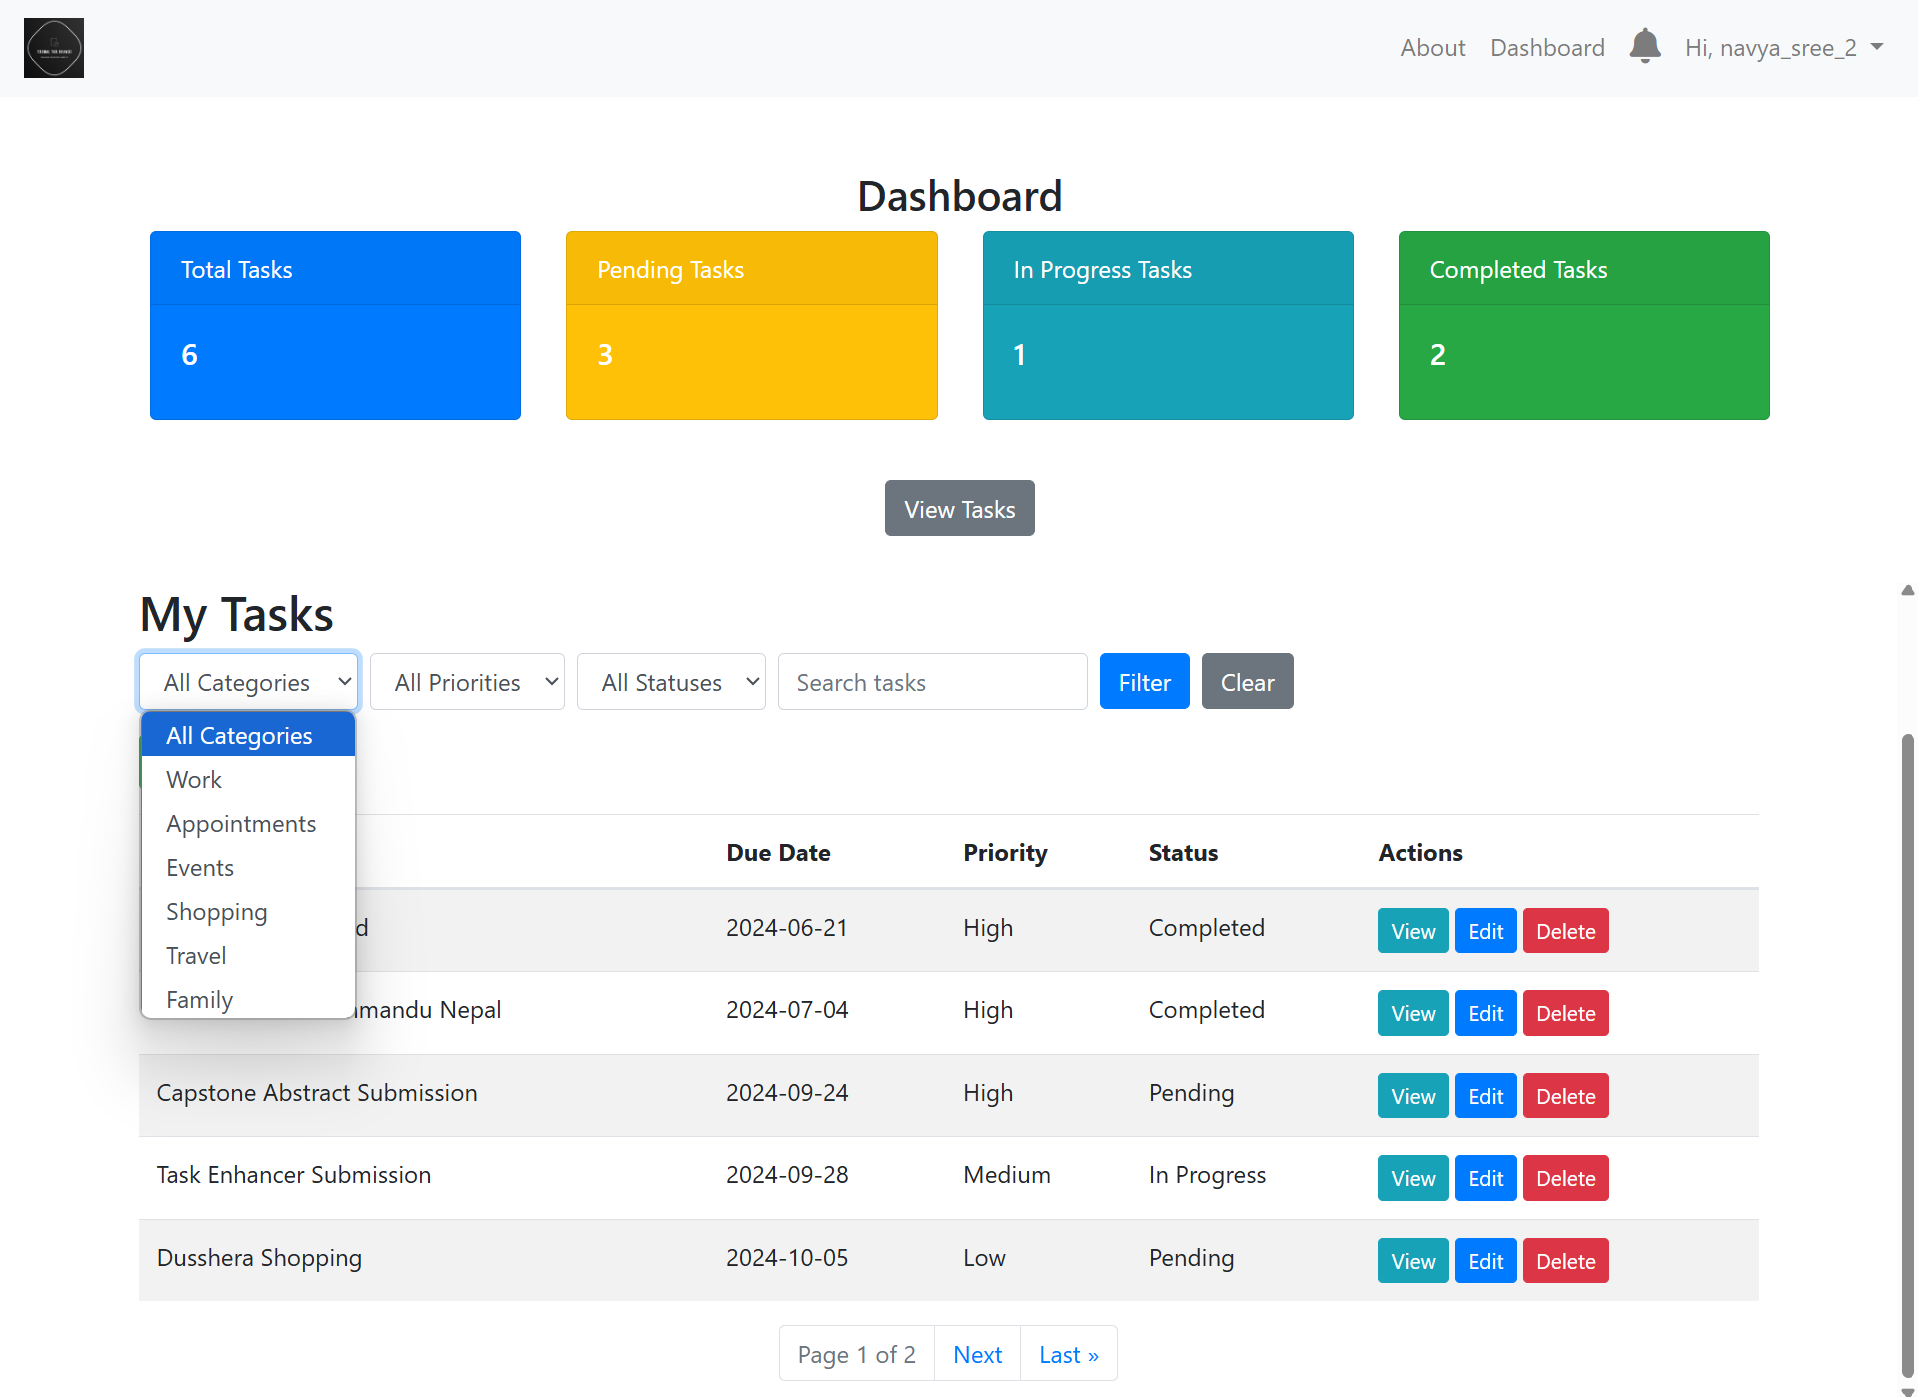 About Dashboard Hi, navya_sree_2
Dashboard
Total Tasks Pending Tasks In Progress Tasks Completed Tasks
6 3 1 2
View Tasks
My Tasks
All Categories All Priorities All Statuses Search tasks Filter Clear
All Categories
Work
Appointments
Events
Shopping
Travel
Family
Due Date Priority Status Actions
d 2024-06-21 High Completed View Edit Delete
mandu Nepal 2024-07-04 High Completed View Edit Delete
Capstone Abstract Submission 2024-09-24 High Pending View Edit Delete
Task Enhancer Submission 2024-09-28 Medium In Progress View Edit Delete
Dusshera Shopping 2024-10-05 Low Pending View Edit Delete
Page 1 of 2 Next Last »